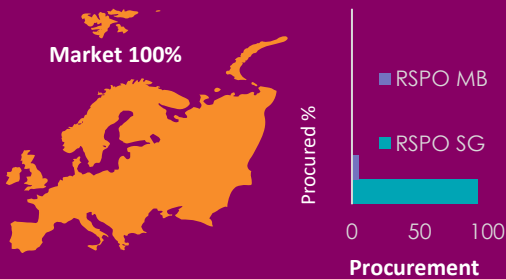 Market 100%
RSPO MB
RSPO SG
Procured %
0 50 100
Procurement